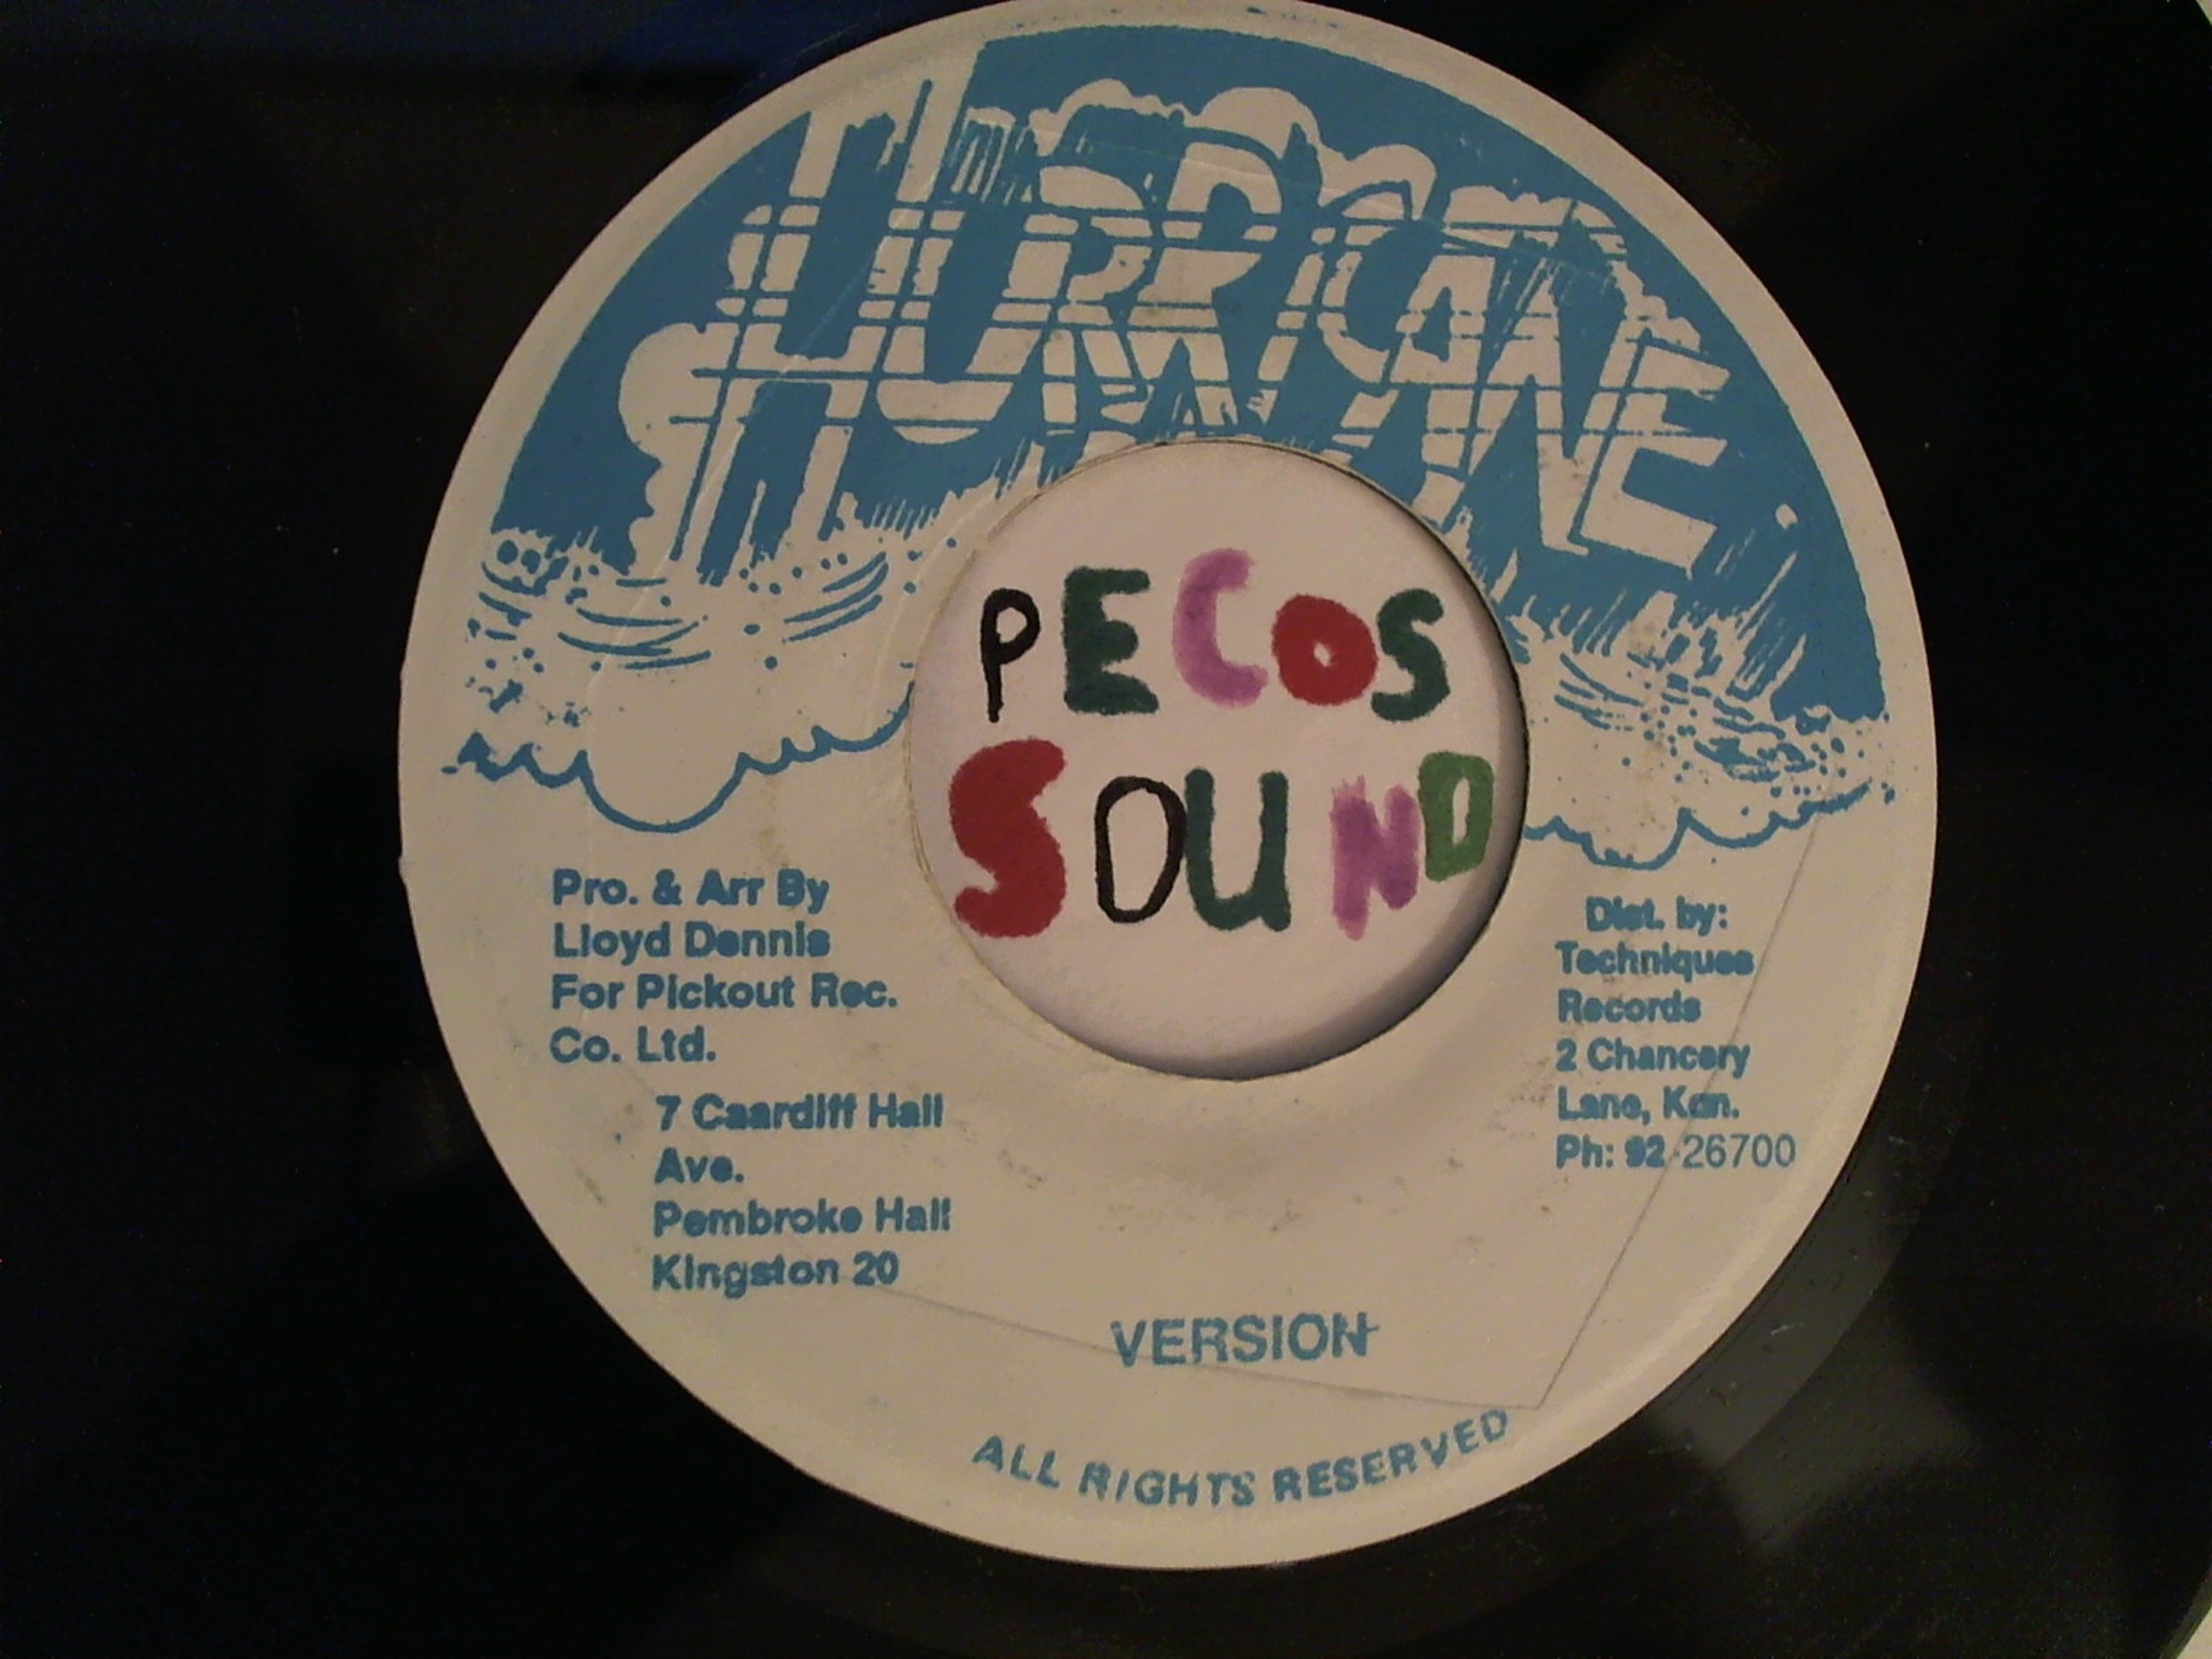 HURRICANE
PECOS
SOUND
Pro. & Arr By
Lloyd Dennis
For Pickout Rec.
Co. Ltd.
7 Caardiff Hall
Ave.
Pembroke Hall
Kingston 20
Dist. by:
Techniques
Records
2 Chancery
Lane, Kgn.
Ph: 92-26700
VERSION
ALL RIGHTS RESERVED